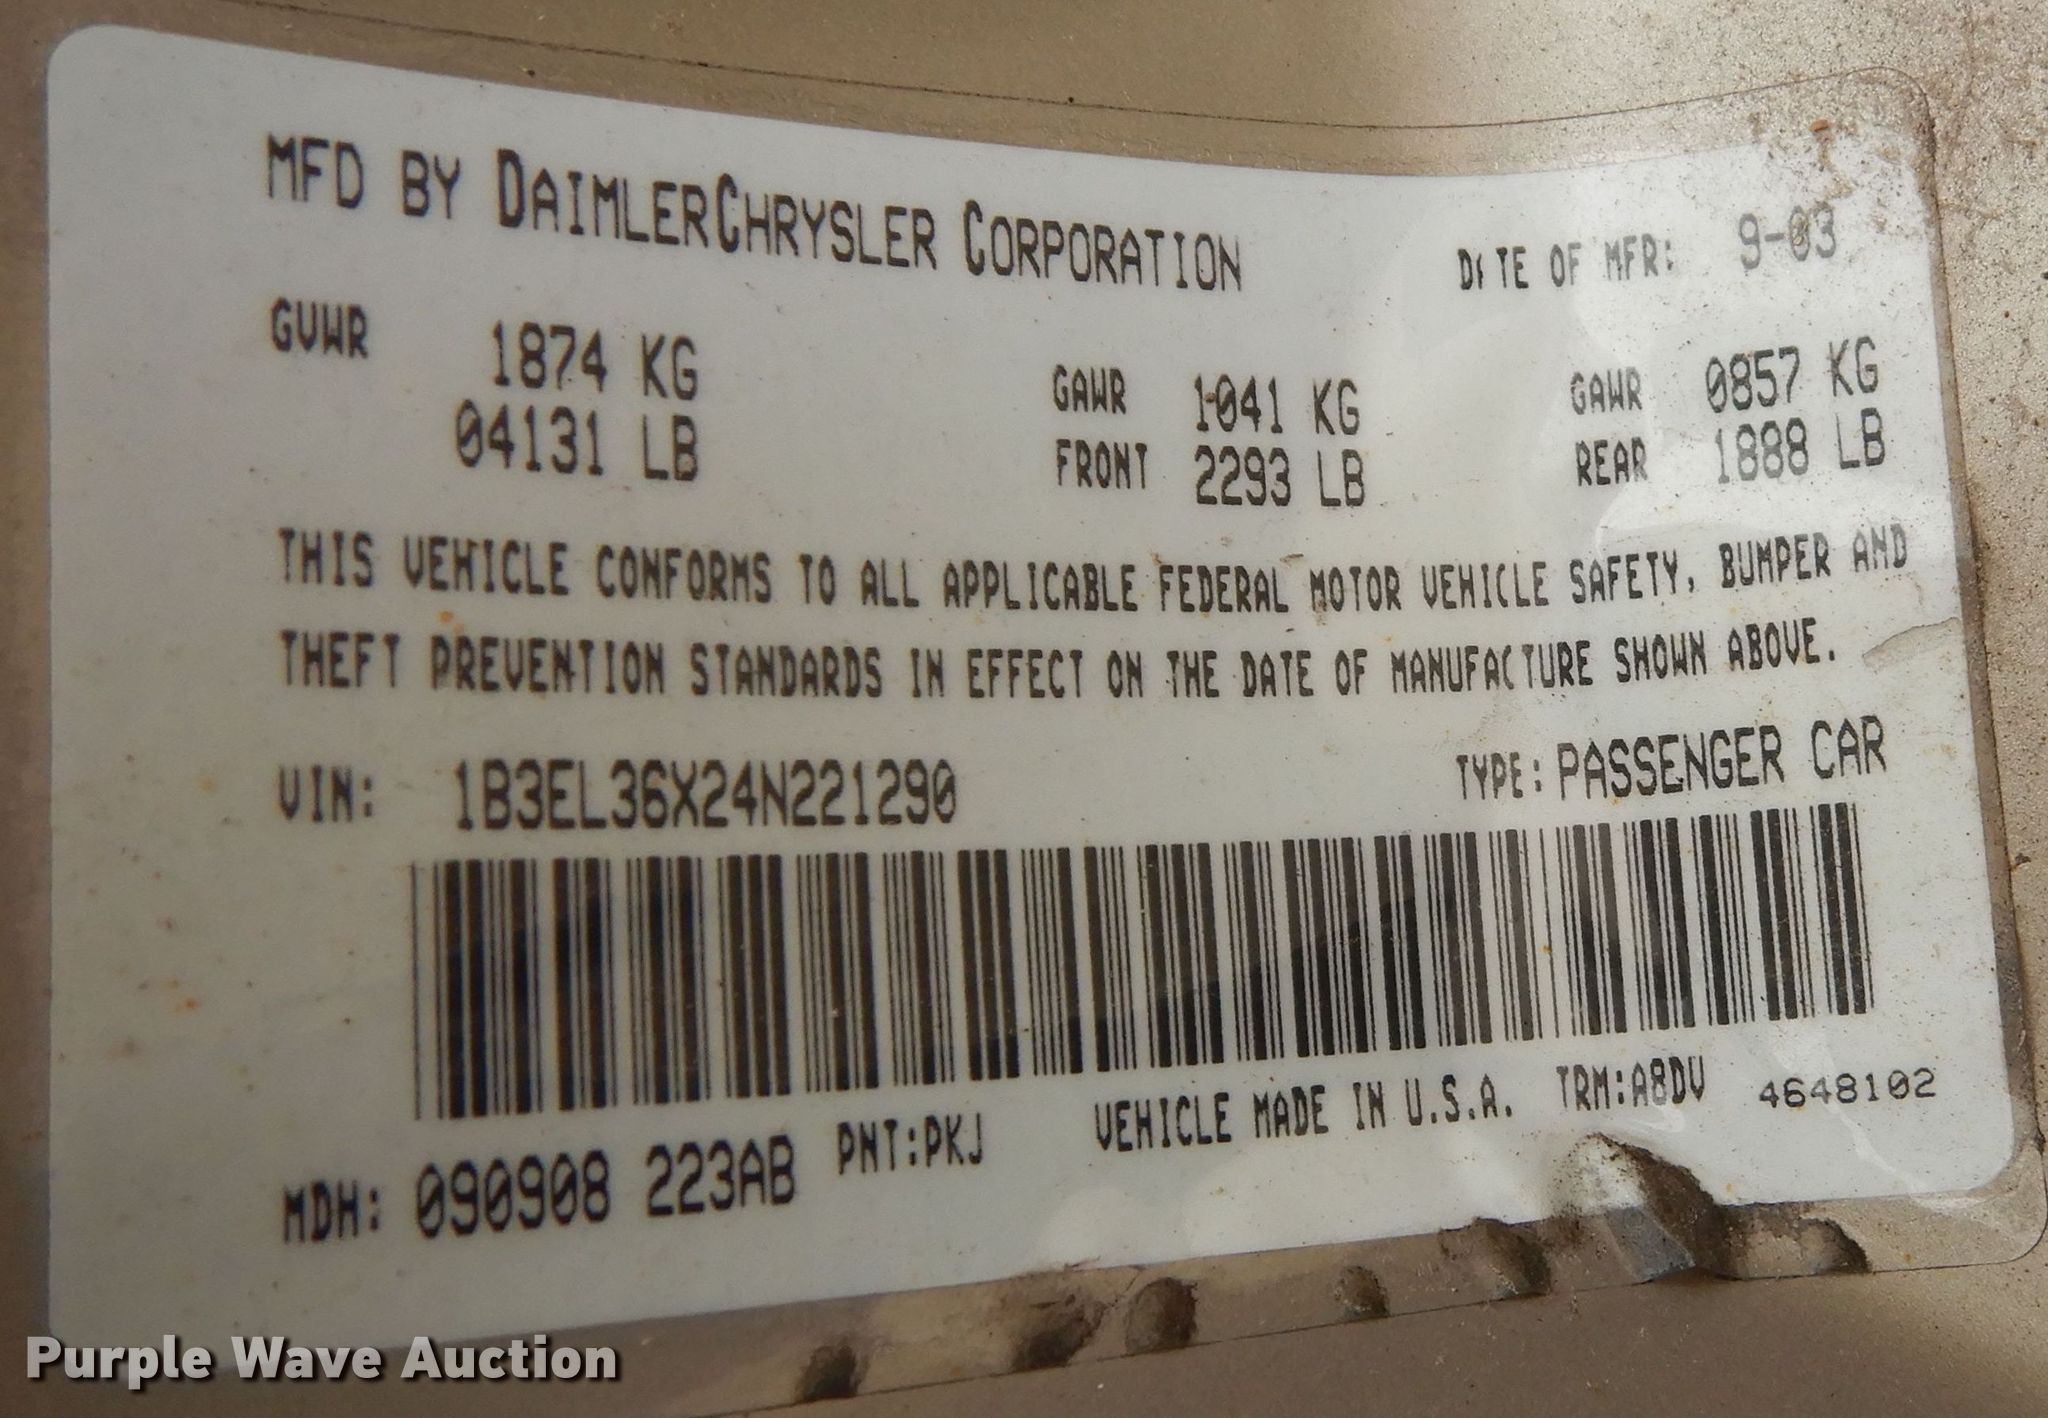 MFD BY DAIMLERCHRYSLER CORPORATION
DATE OF MFR: 9-03
GVWR 1874 KG
04131 LB
GAWR 1041 KG
FRONT 2293 LB
GAWR 0857 KG
REAR 1888 LB
THIS VEHICLE CONFORMS TO ALL APPLICABLE FEDERAL MOTOR VEHICLE SAFETY, BUMPER AND
THEFT PREVENTION STANDARDS IN EFFECT ON THE DATE OF MANUFACTURE SHOWN ABOVE.
VIN: 1B3EL36X24N221290
TYPE: PASSENGER CAR
MDH: 090908 223AB PNT:PKJ VEHICLE MADE IN U.S.A. TRM:A8DV 4648102
Purple Wave Auction